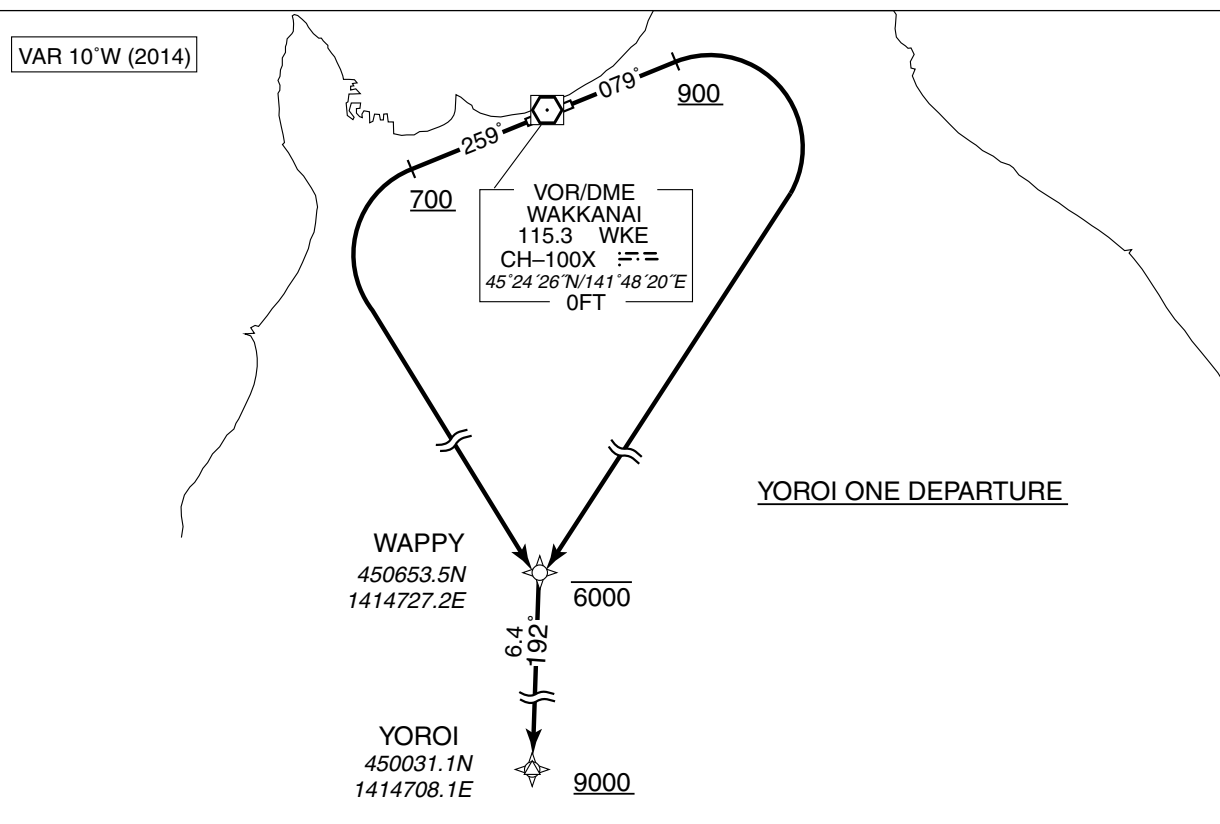 VAR 10°W (2014)
079°
900
259°
700
VOR/DME
WAKKANAI
115.3 WKE
CH–100X
45°24´26˝N/141°48´20˝E
0FT
YOROI ONE DEPARTURE
WAPPY
450653.5N
1414727.2E
6000
6.4
192°
YOROI
450031.1N
1414708.1E
9000